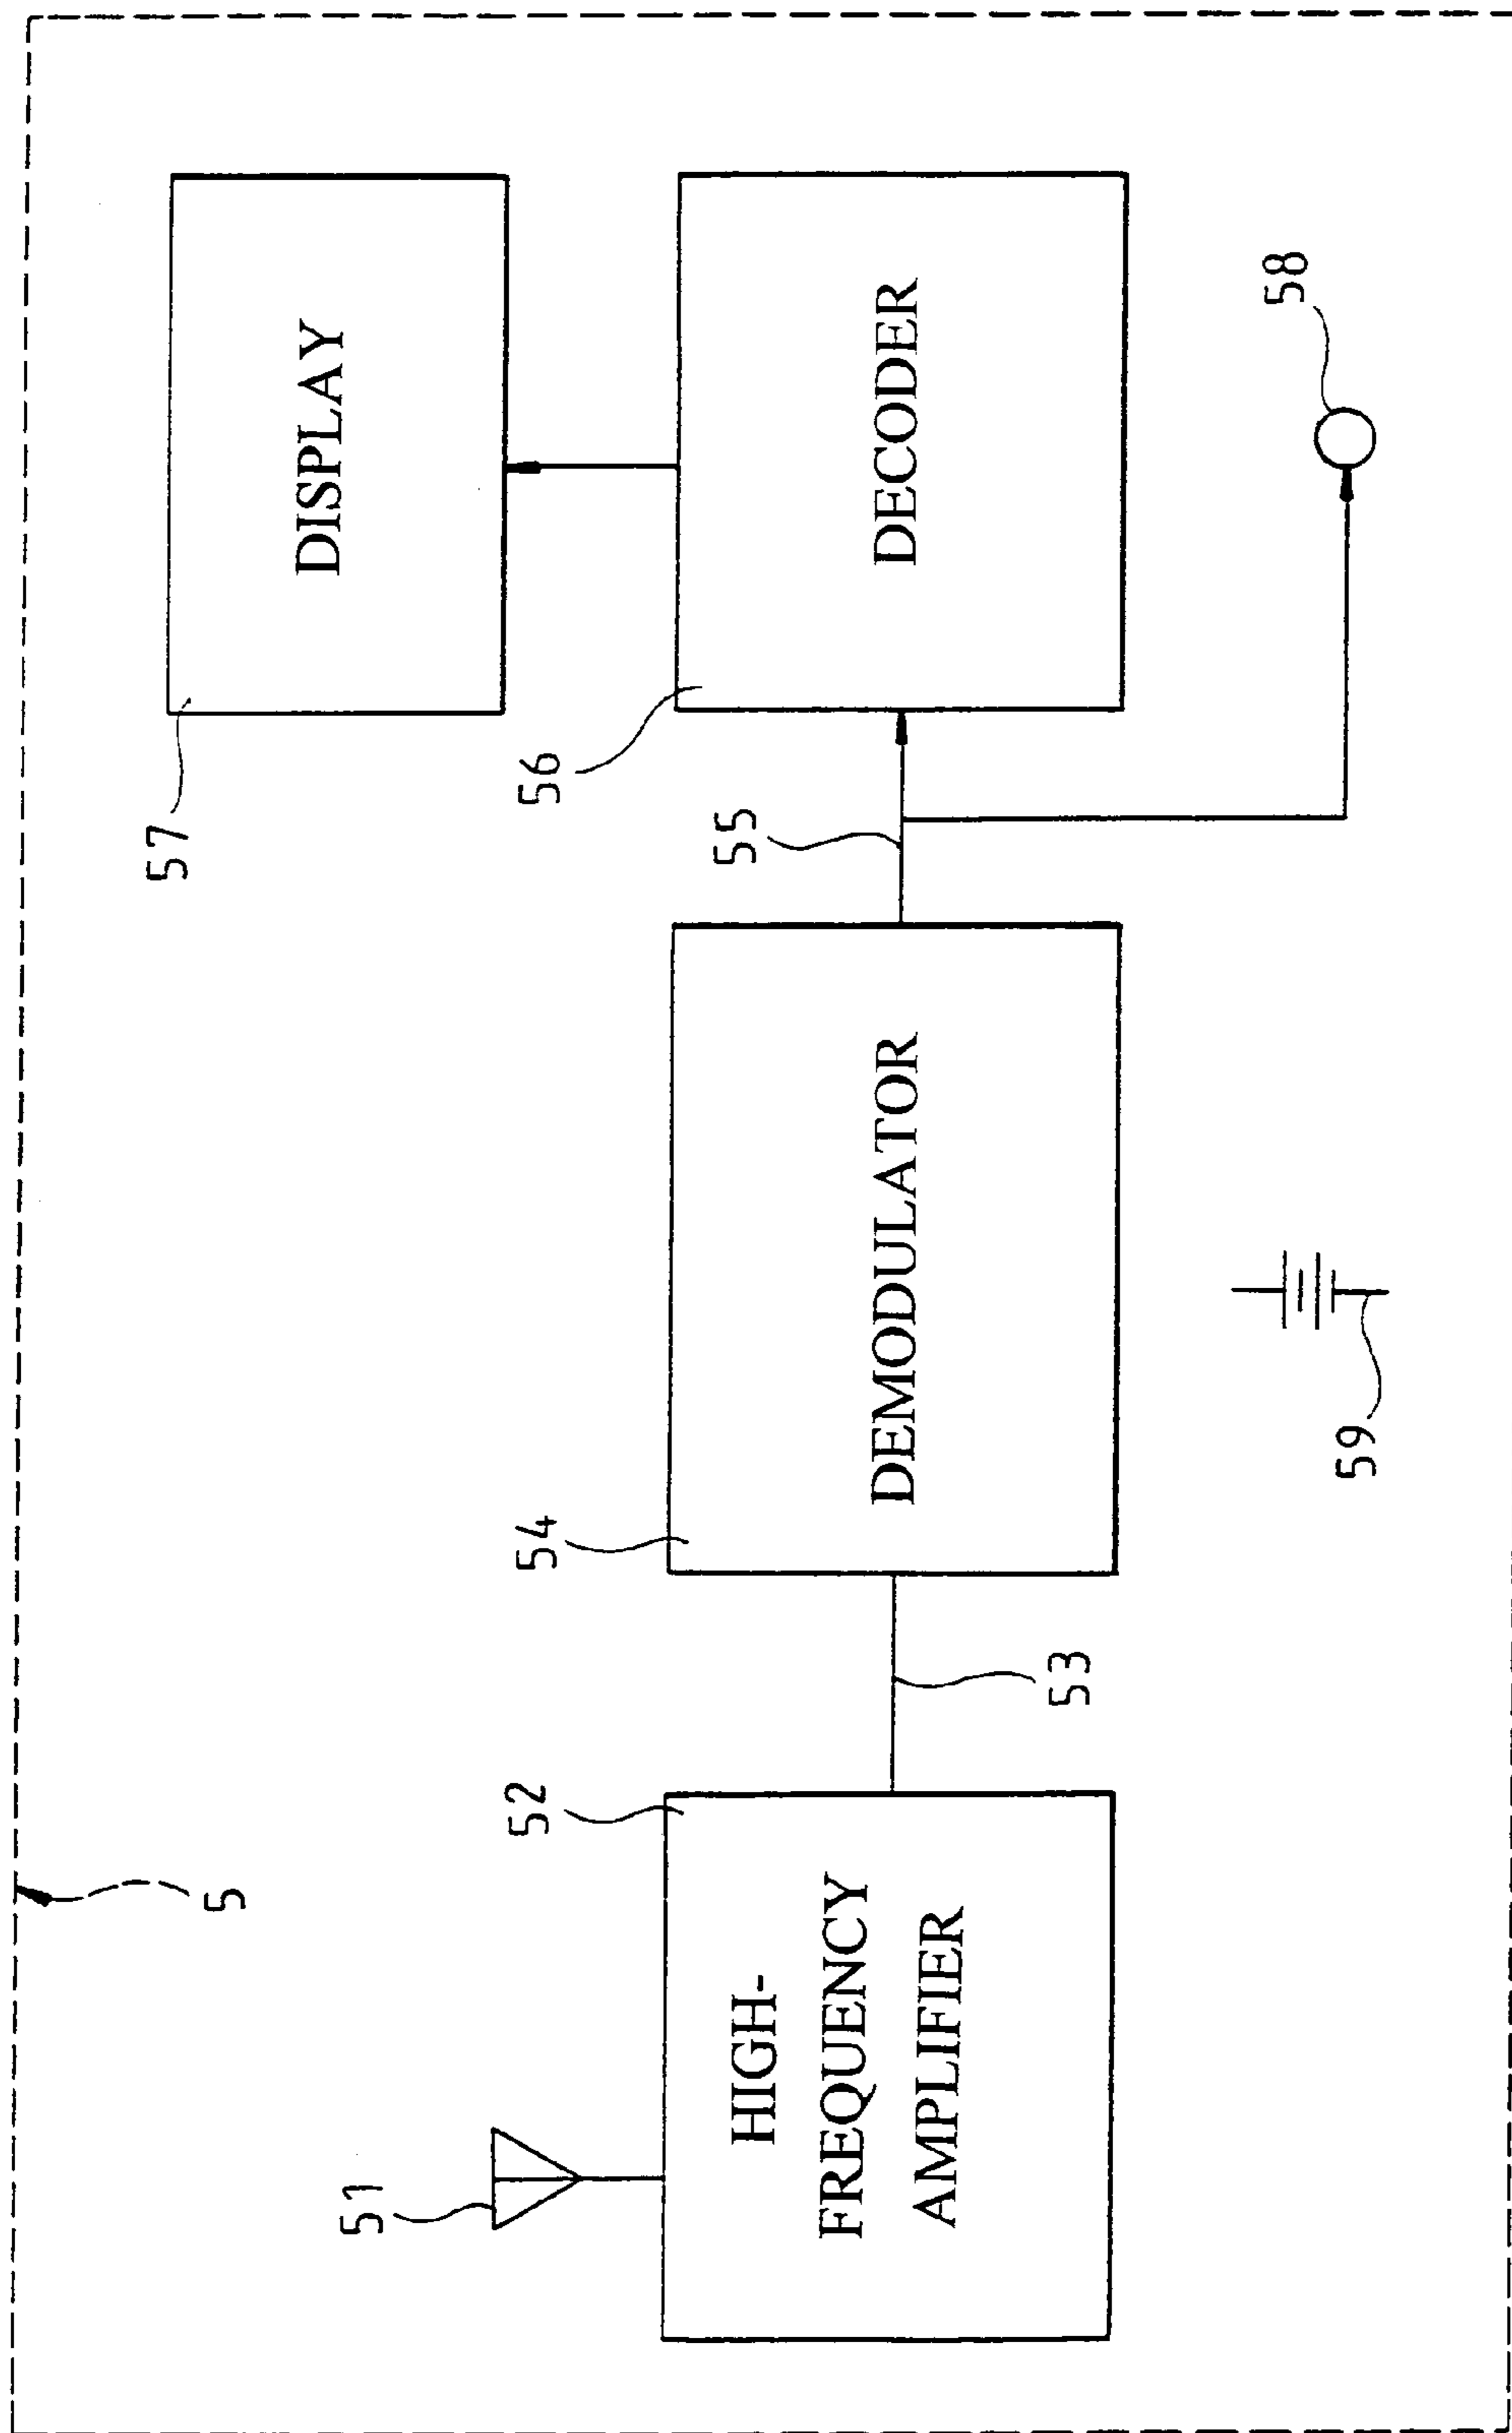 5
57
DISPLAY
51
52
54
56
HIGH-
FREQUENCY
AMPLIFIER
DEMODULATOR
DECODER
55
53
59
58